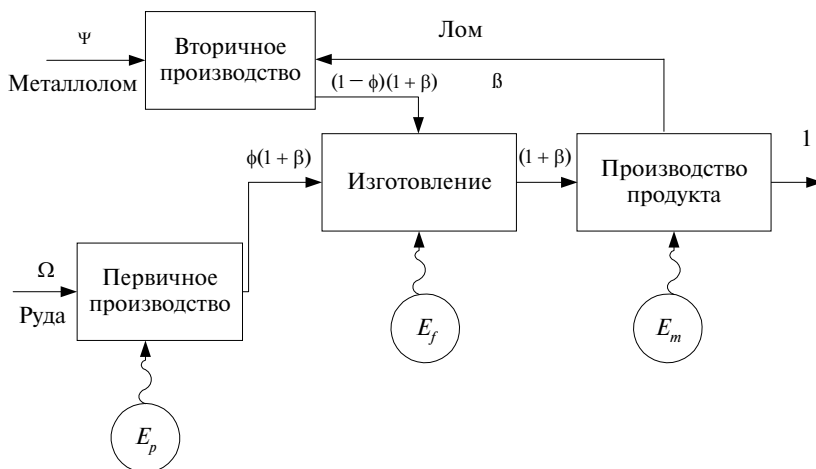 Ψ
Металлолом
Вторичное
производство
Лом
ß
(1 − ϕ)(1 + β)
ϕ(1 + β)
Изготовление
(1 + β)
Производство
продукта
1
Ω
Руда
Первичное
производство
E_f
E_m
E_p